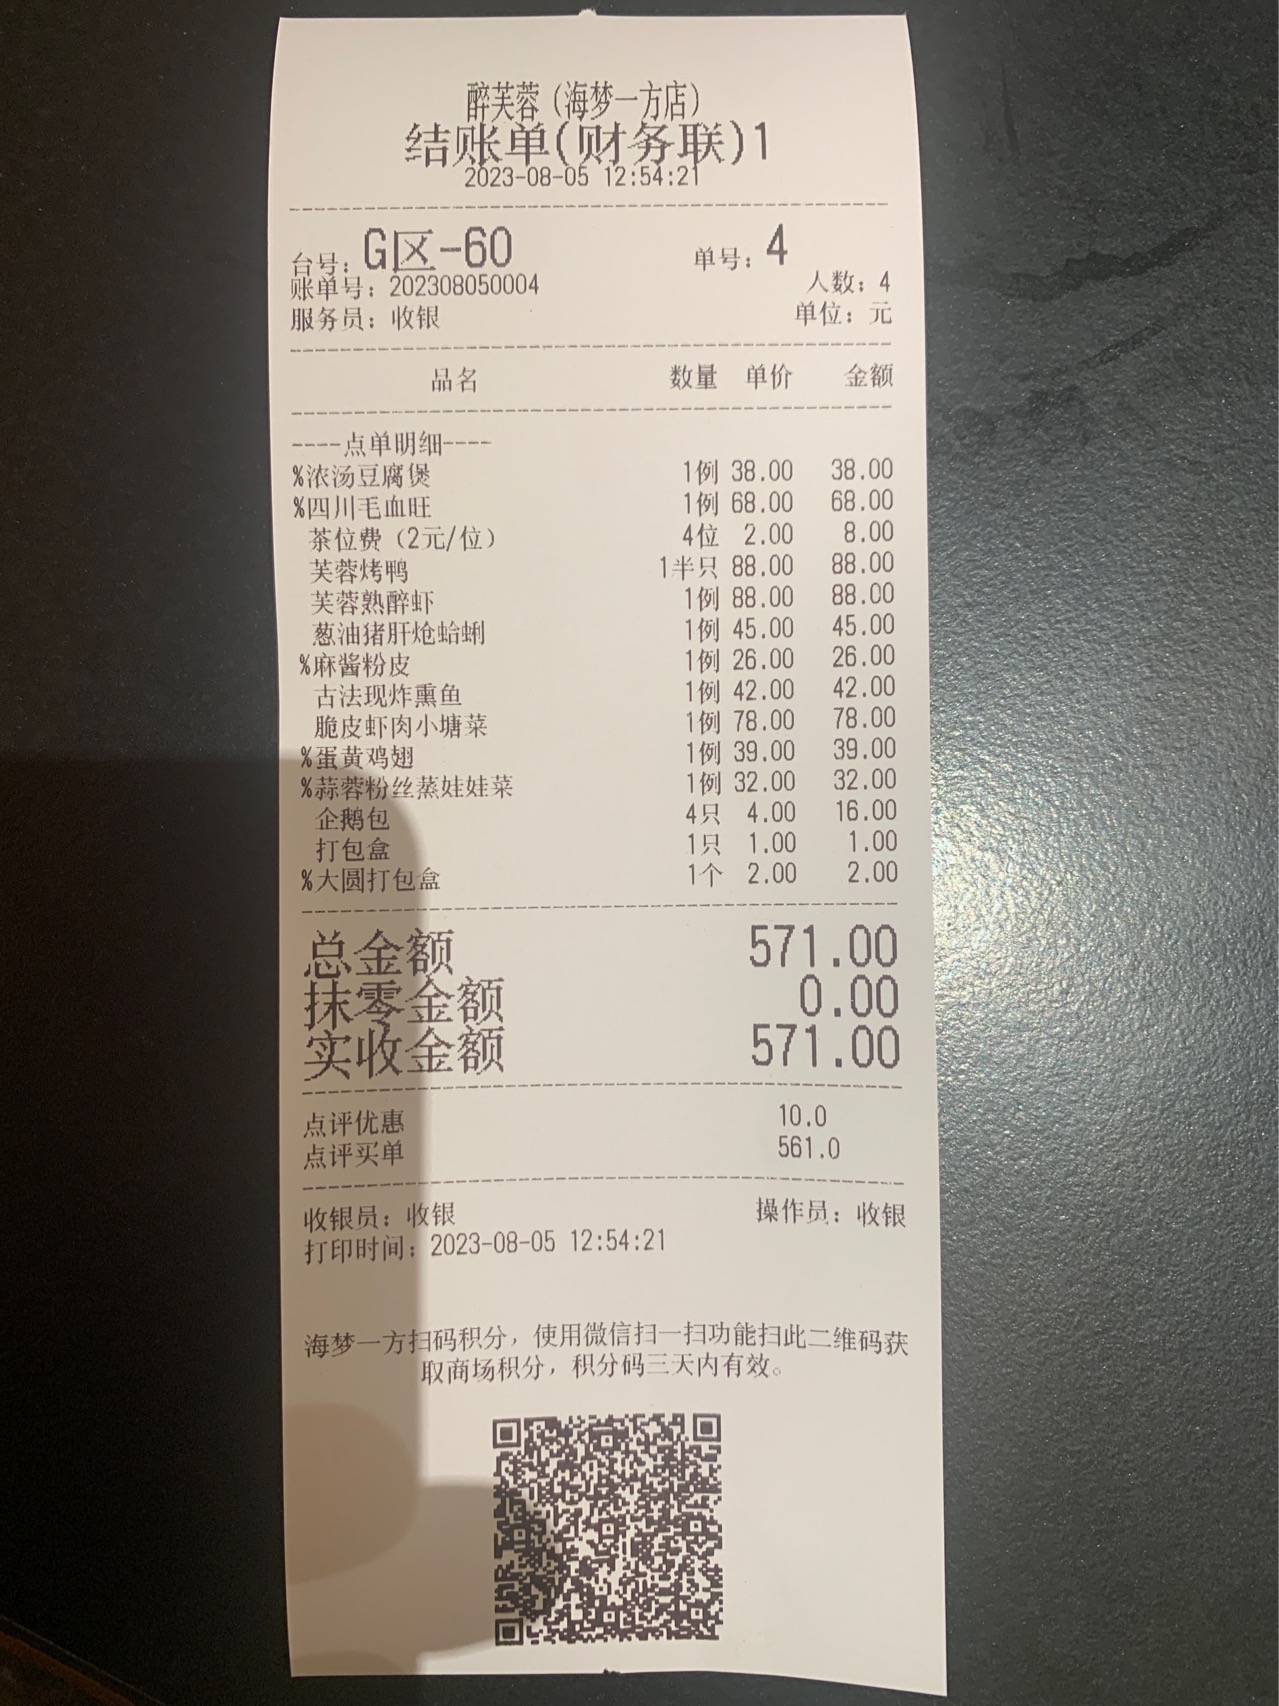 醉芙蓉（海梦一方店）
结账单(财务联)1
2023-08-05 12:54:21
台号：G区-60 单号：4
账单号：202308050004 人数：4
服务员：收银 单位：元
品名 数量 单价 金额
----点单明细----
%浓汤豆腐煲 1例 38.00 38.00
%四川毛血旺 1例 68.00 68.00
茶位费（2元/位） 4位 2.00 8.00
芙蓉烤鸭 1半只 88.00 88.00
芙蓉熟醉虾 1例 88.00 88.00
葱油猪肝炝蛤蜊 1例 45.00 45.00
%麻酱粉皮 1例 26.00 26.00
古法现炸熏鱼 1例 42.00 42.00
脆皮虾肉小塘菜 1例 78.00 78.00
%蛋黄鸡翅 1例 39.00 39.00
%蒜蓉粉丝蒸娃娃菜 1例 32.00 32.00
企鹅包 4只 4.00 16.00
打包盒 1只 1.00 1.00
%大圆打包盒 1个 2.00 2.00
总金额 571.00
抹零金额 0.00
实收金额 571.00
点评优惠 10.0
点评买单 561.0
收银员：收银 操作员：收银
打印时间：2023-08-05 12:54:21
海梦一方扫码积分，使用微信扫一扫功能扫此二维码获
取商场积分，积分码三天内有效。